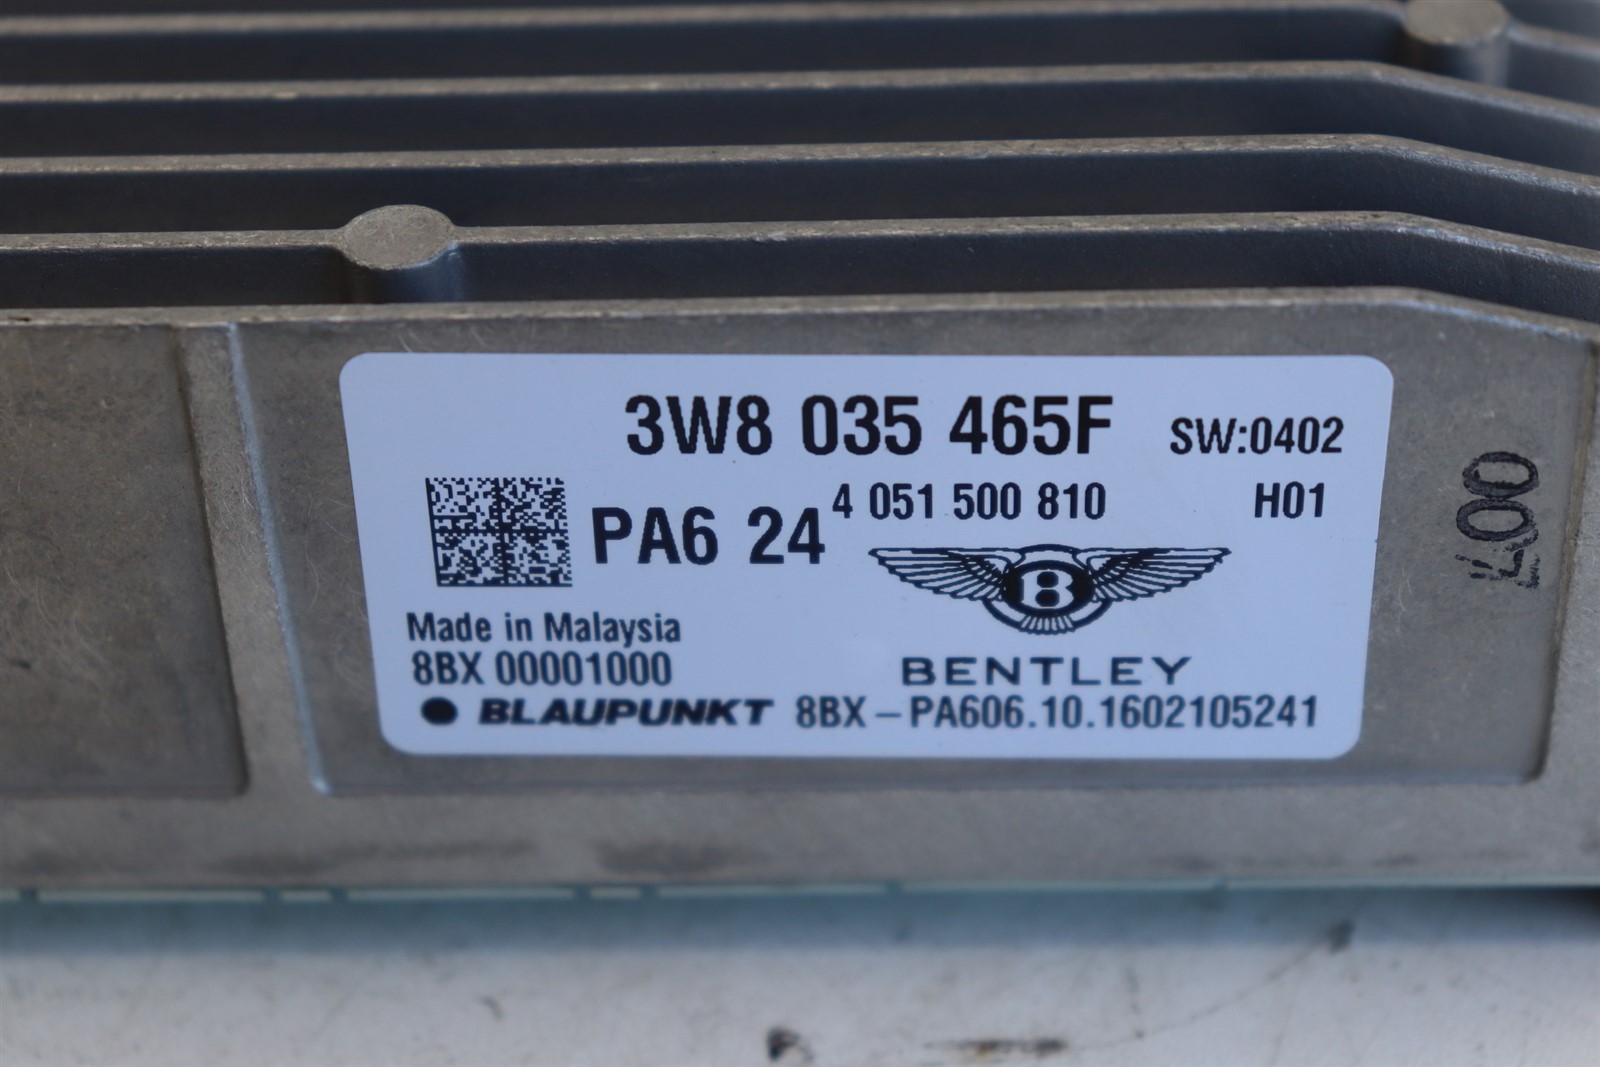 3W8 035 465F SW:0402
4 051 500 810 H01
PA6 24
B
Made in Malaysia
8BX 00001000
BENTLEY
BLAUPUNKT 8BX – PA606.10.1602105241
007